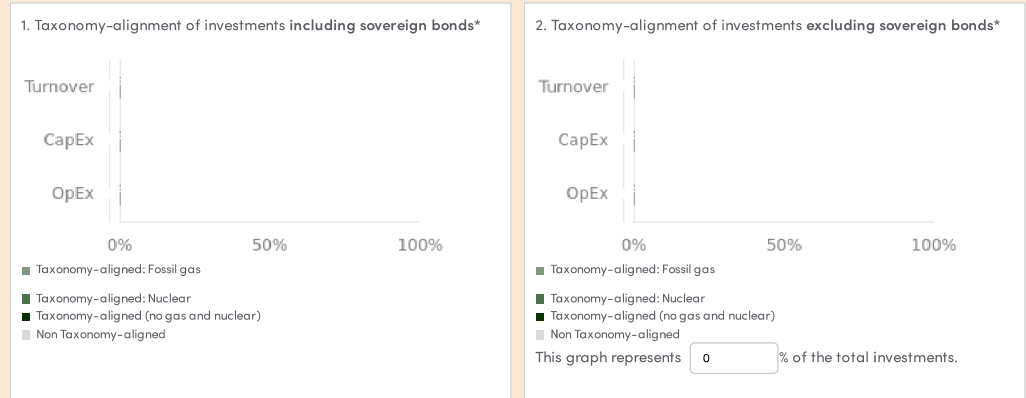 1. Taxonomy-alignment of investments including sovereign bonds*
Turnover
CapEx
OpEx
0% 50% 100%
Taxonomy-aligned: Fossil gas
Taxonomy-aligned: Nuclear
Taxonomy-aligned (no gas and nuclear)
Non Taxonomy-aligned
2. Taxonomy-alignment of investments excluding sovereign bonds*
Turnover
CapEx
OpEx
0% 50% 100%
Taxonomy-aligned: Fossil gas
Taxonomy-aligned: Nuclear
Taxonomy-aligned (no gas and nuclear)
Non Taxonomy-aligned
This graph represents 0 % of the total investments.